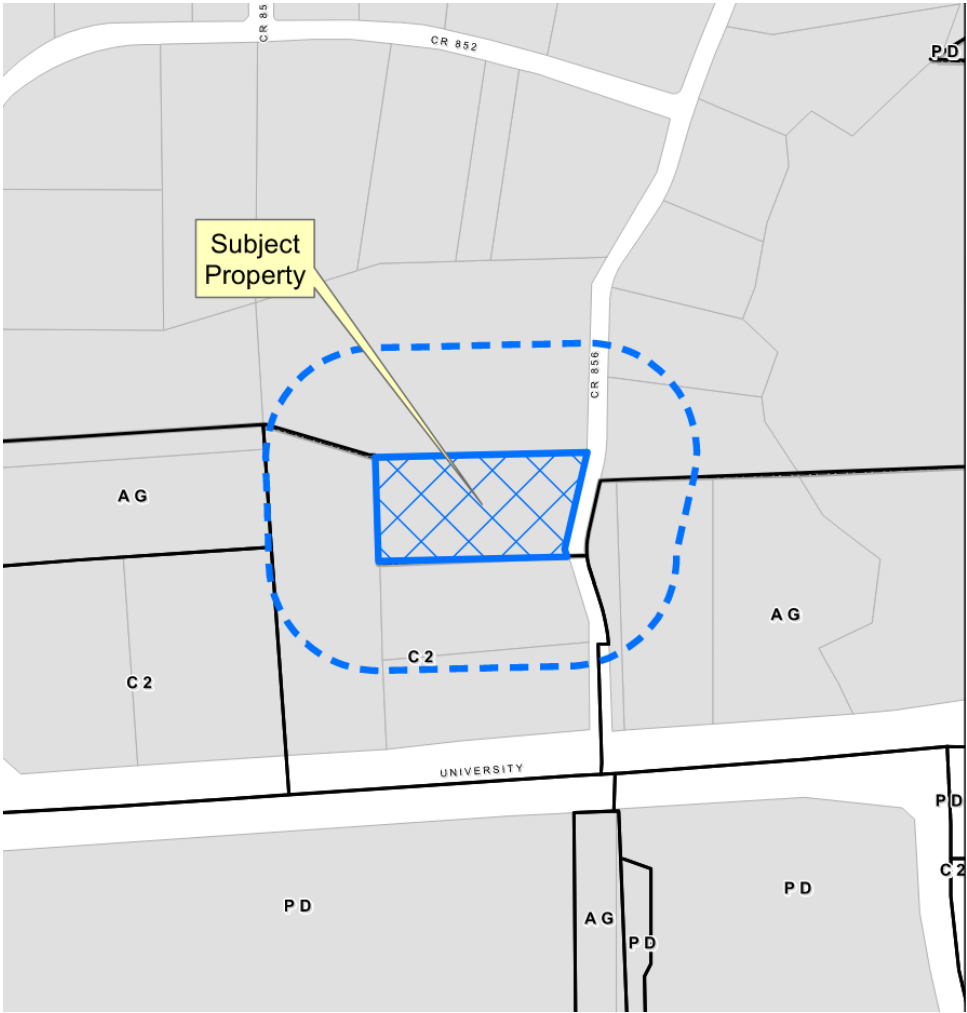 CR 85
CR 852
PD
Subject
Property
CR 856
AG
AG
C2
C2
UNIVERSITY
PD
C2
PD
PD
AG
PD